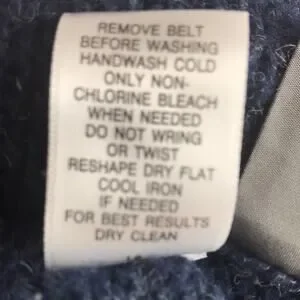 REMOVE BELT
BEFORE WASHING
HANDWASH COLD
ONLY NON-
CHLORINE BLEACH
WHEN NEEDED
DO NOT WRING
OR TWIST
RESHAPE DRY FLAT
COOL IRON
IF NEEDED
FOR BEST RESULTS
DRY CLEAN